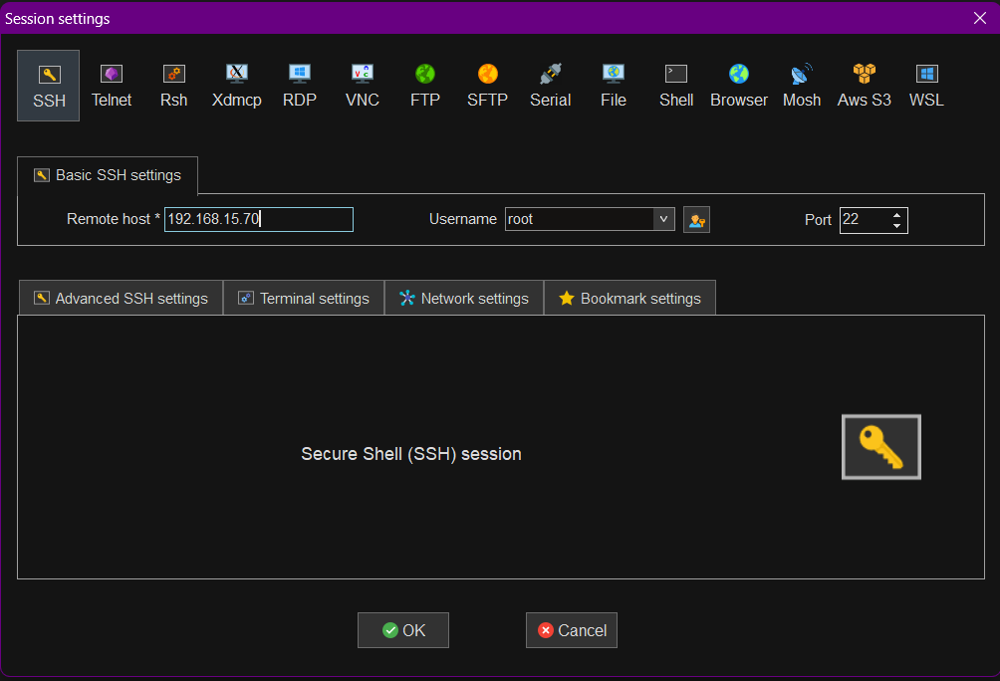 Session settings
SSH Telnet Rsh Xdmcp RDP VNC FTP SFTP Serial File Shell Browser Mosh Aws S3 WSL
Basic SSH settings
Remote host * 192.168.15.70 Username root Port 22
Advanced SSH settings Terminal settings Network settings Bookmark settings
Secure Shell (SSH) session
OK Cancel